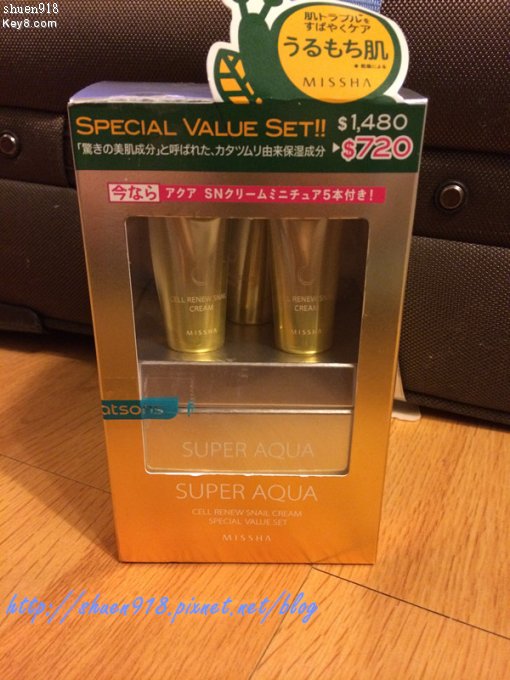 shuen918
Key8.com
肌トラブルを
すばやくケア
うるもち肌
MISSHA
SPECIAL VALUE SET!! $1,480
「驚きの美肌成分」と呼ばれた、カタツムリ由来保湿成分 ▶$720
今なら アクア SNクリームミニチュア5本付き!
CELL RENEW SNAIL
CREAM
MISSHA
CELL RENEW SNAIL
CREAM
MISSHA
atsons
SUPER AQUA
SUPER AQUA
CELL RENEW SNAIL CREAM
SPECIAL VALUE SET
MISSHA
http://shuen918.pixnet.net/blog